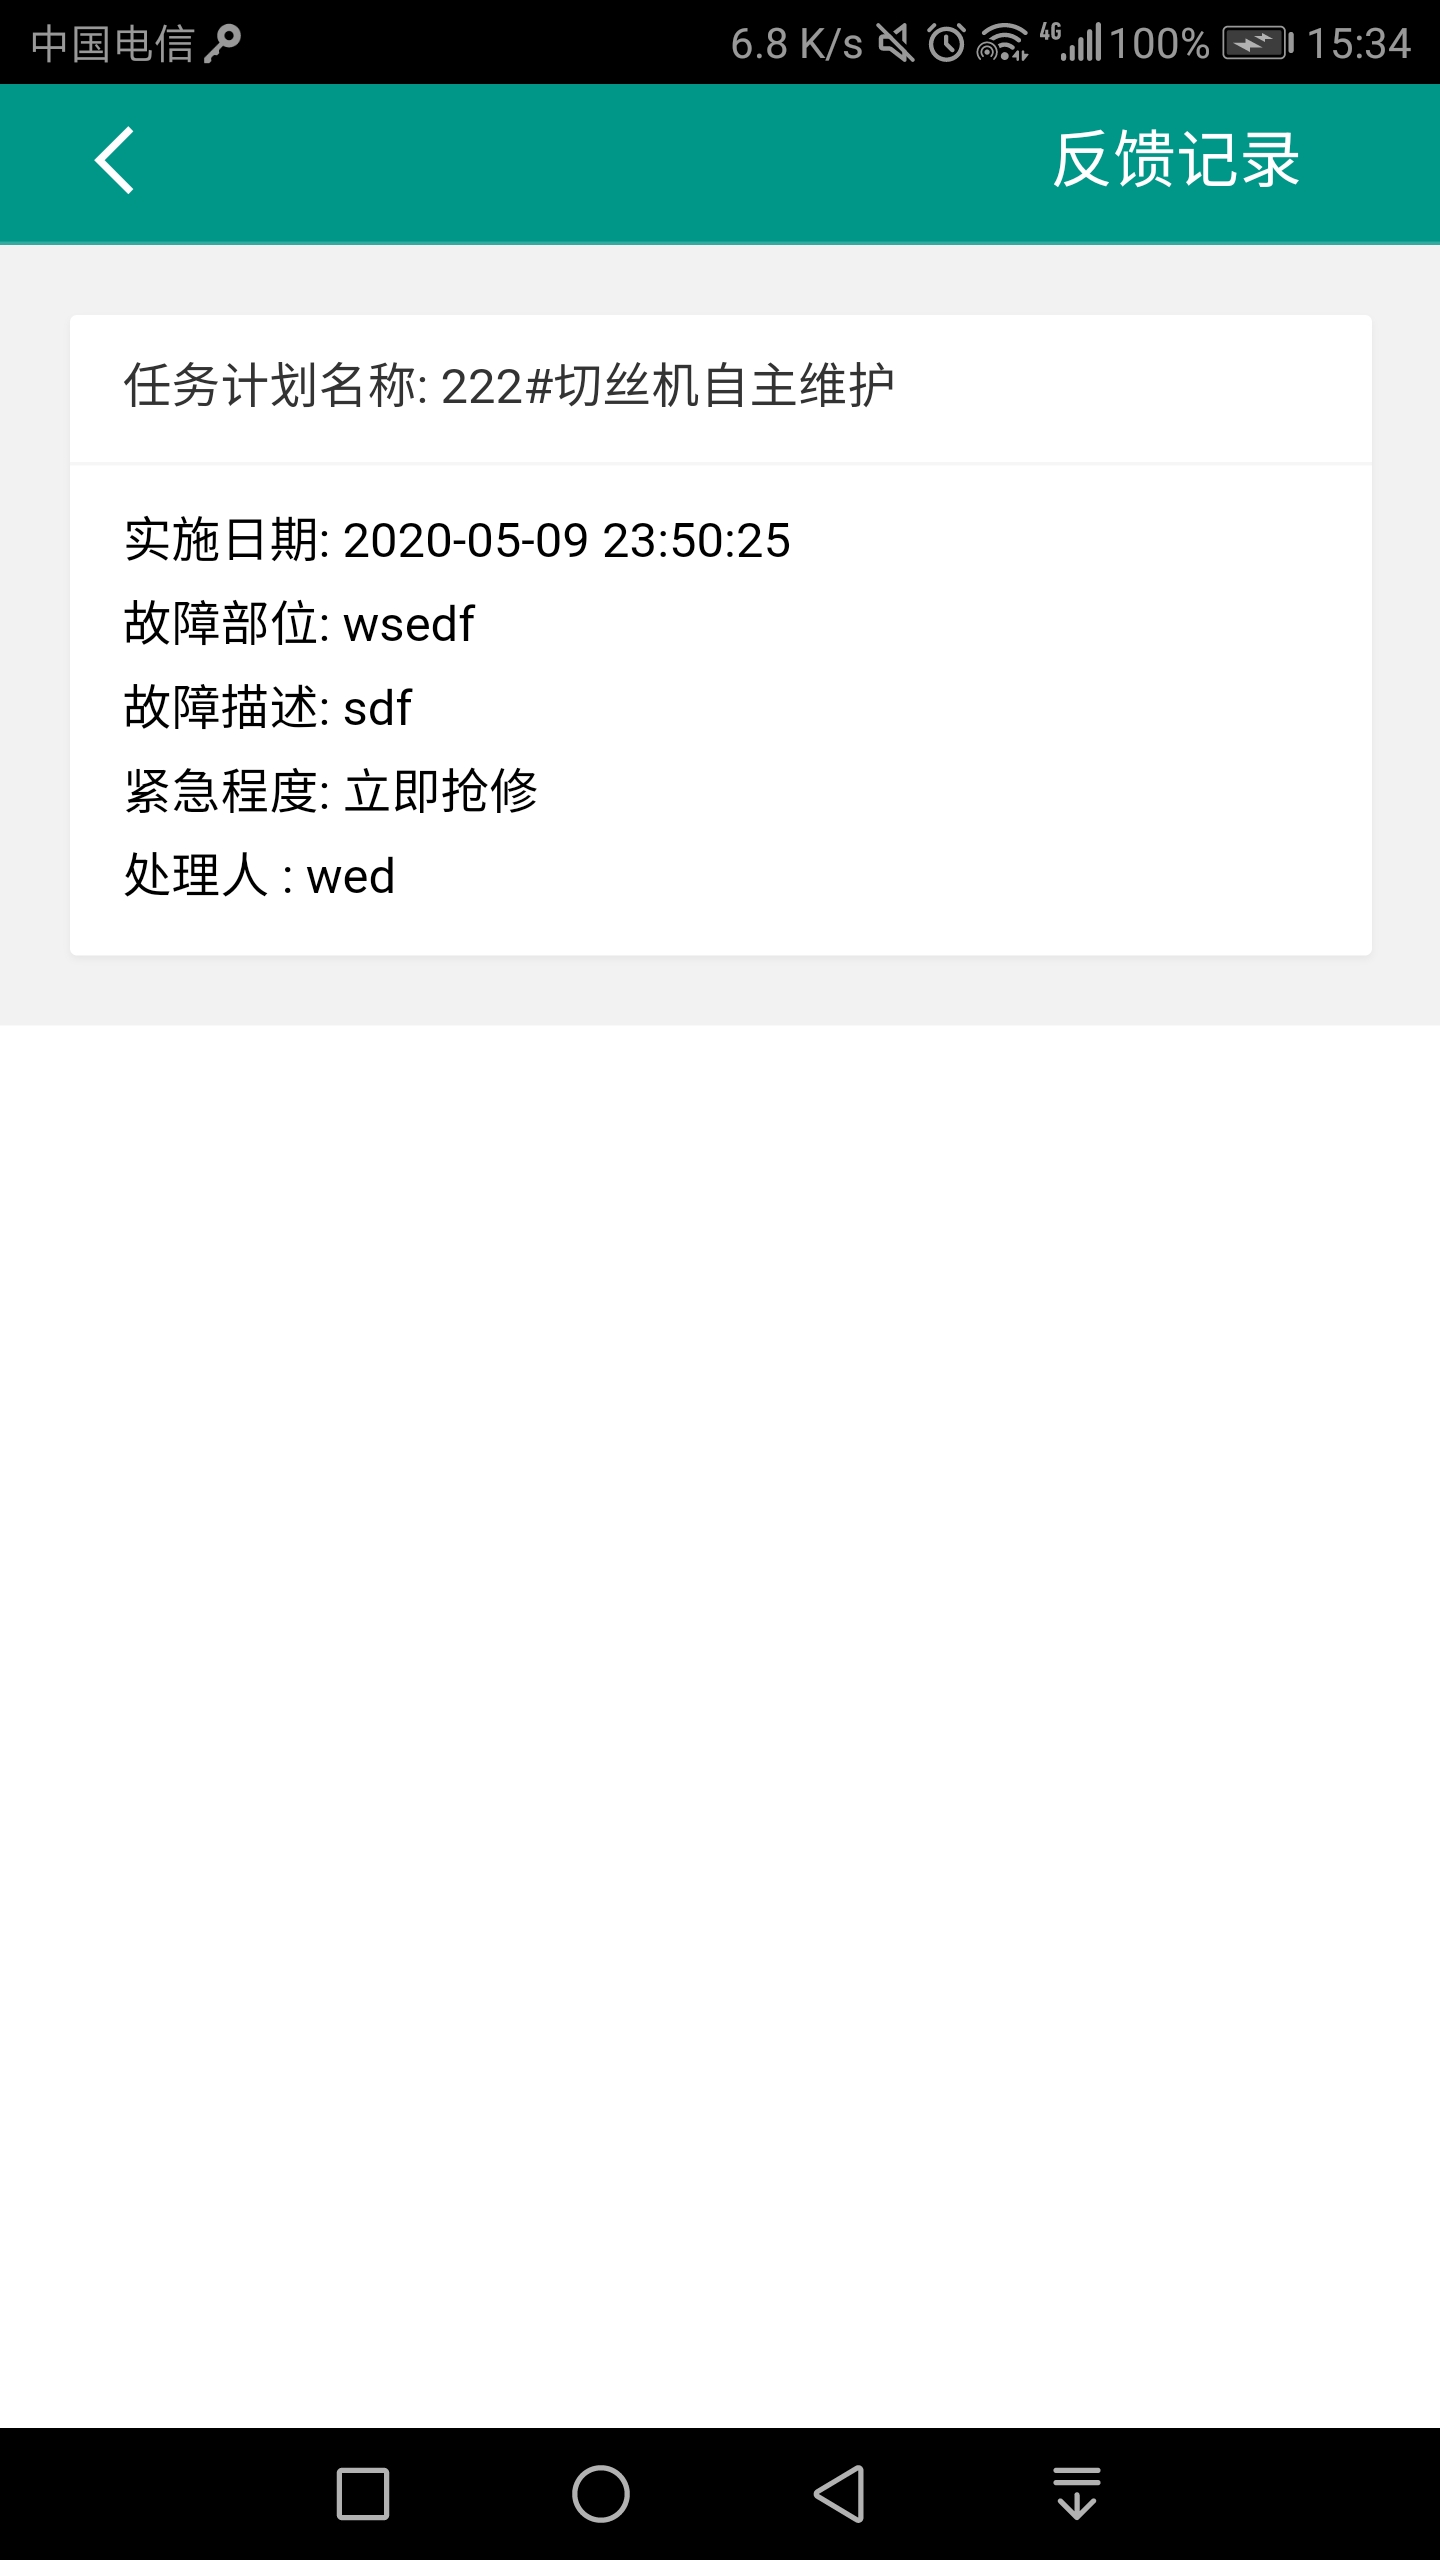 中国电信 6.8 K/s 4G 100% 15:34
反馈记录
任务计划名称: 222#切丝机自主维护
实施日期: 2020-05-09 23:50:25
故障部位: wsedf
故障描述: sdf
紧急程度: 立即抢修
处理人 : wed